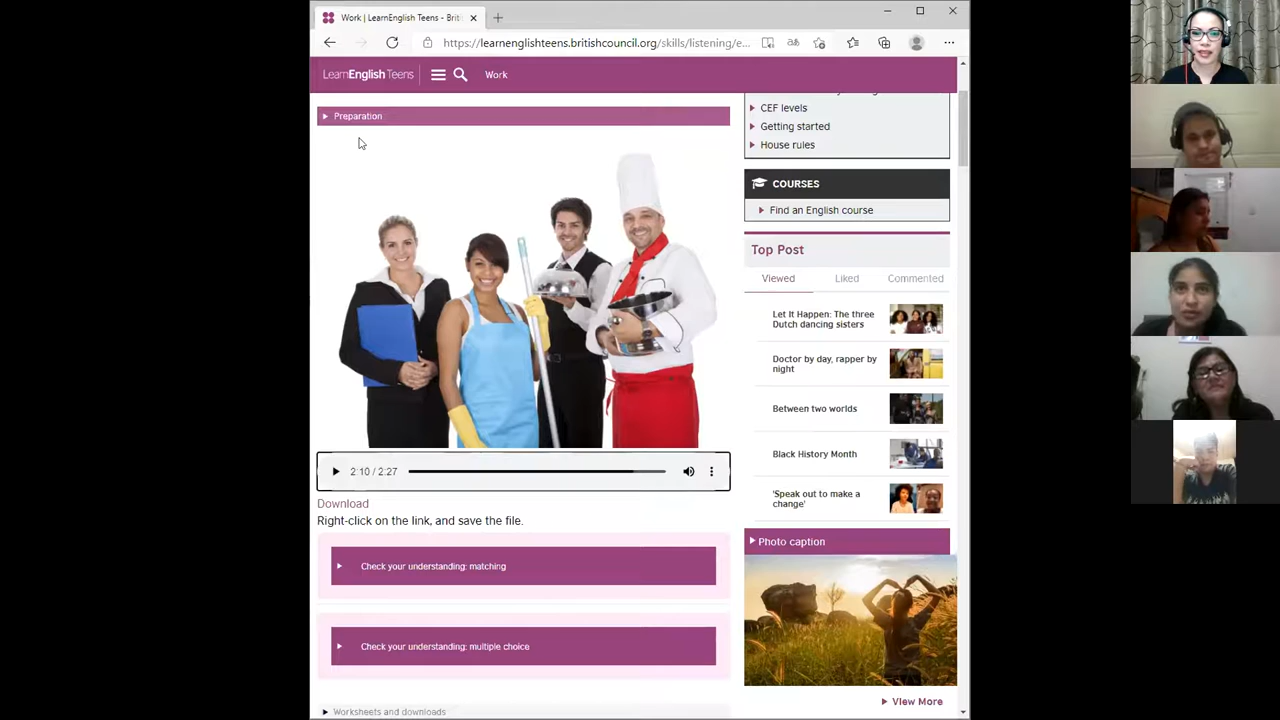 Work | LearnEnglish Teens - Briti
https://learnenglishteens.britishcouncil.org/skills/listening/e...
LearnEnglish Teens
Work
Preparation
CEF levels
Getting started
House rules
COURSES
Find an English course
Top Post
Viewed
Liked
Commented
Let It Happen: The three
Dutch dancing sisters
Doctor by day, rapper by
night
Between two worlds
Black History Month
'Speak out to make a
change'
2:10 / 2:27
Download
Right-click on the link, and save the file.
Photo caption
Check your understanding: matching
Check your understanding: multiple choice
View More
Worksheets and downloads